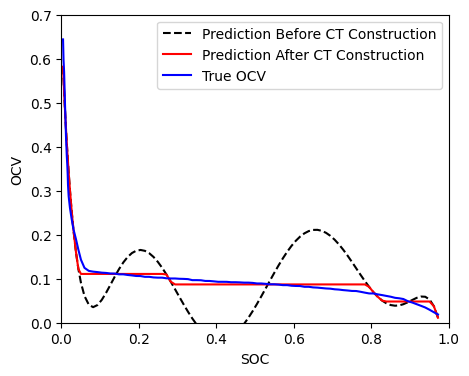 0.7
0.6
0.5
0.4
0.3
0.2
0.1
0.0
OCV
Prediction Before CT Construction
Prediction After CT Construction
True OCV
0.0 0.2 0.4 0.6 0.8 1.0
SOC